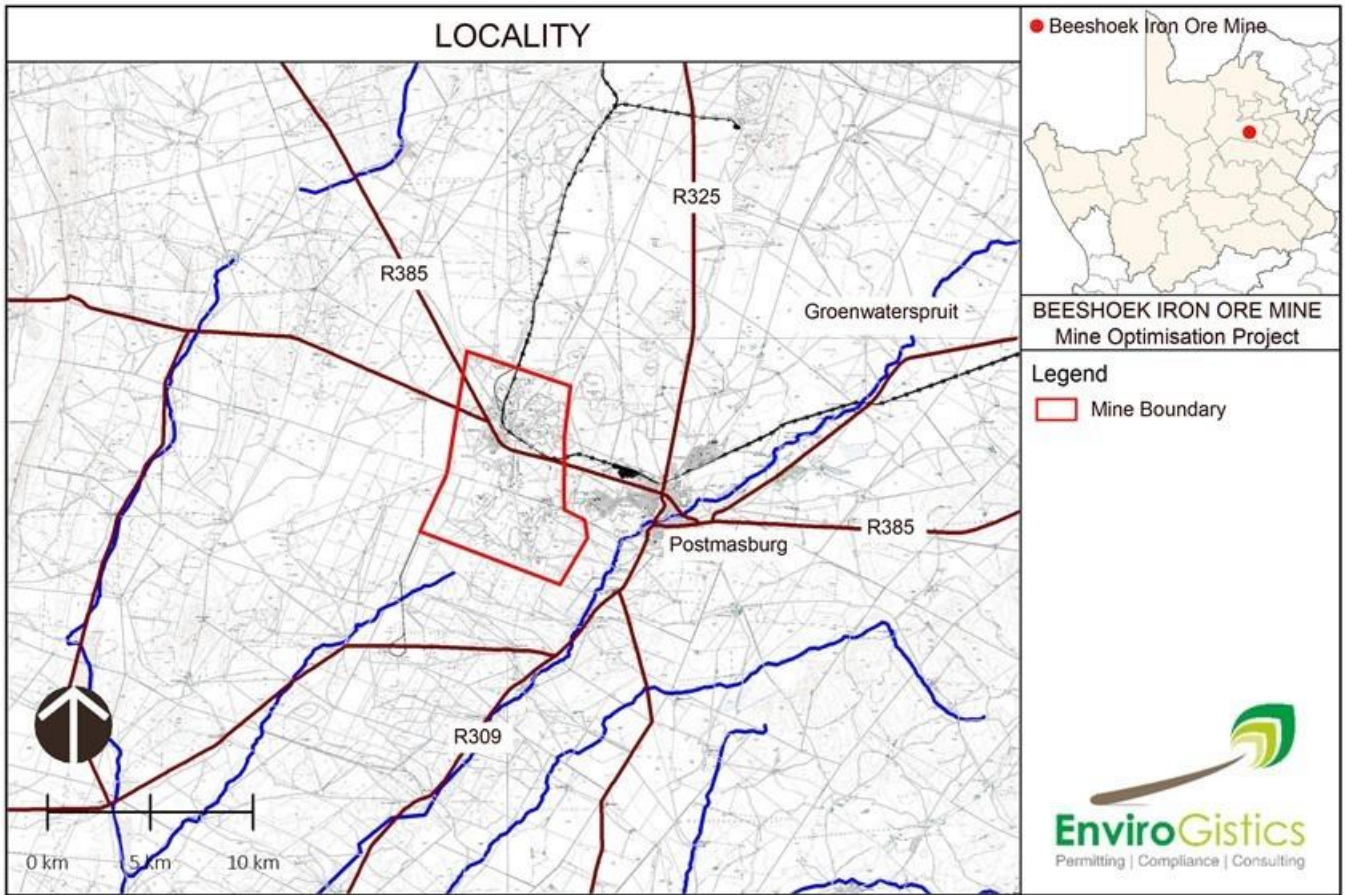 LOCALITY
R385
R325
Groenwaterspruit
R385
Postmasburg
R309
0 km
5 km
10 km
Beeshoek Iron Ore Mine
BEESHOEK IRON ORE MINE
Mine Optimisation Project
Legend
Mine Boundary
EnviroGistics
Permitting | Compliance | Consulting